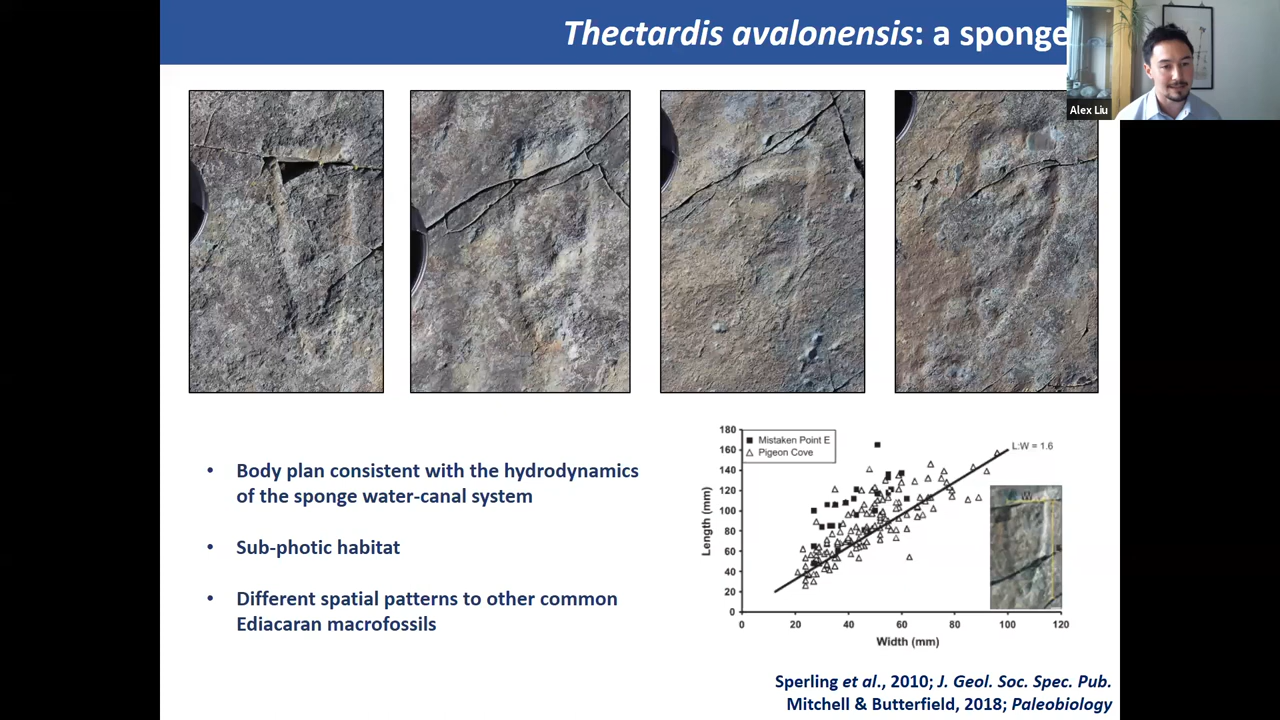 Thectardis avalonensis: a sponge
Alex Liu
• Body plan consistent with the hydrodynamics
of the sponge water-canal system
• Sub-photic habitat
• Different spatial patterns to other common
Ediacaran macrofossils
Mistaken Point E
Pigeon Cove
L:W = 1.6
W
Length (mm)
180
160
140
120
100
80
60
40
20
0
0 20 40 60 80 100 120
Width (mm)
Sperling et al., 2010; J. Geol. Soc. Spec. Pub.
Mitchell & Butterfield, 2018; Paleobiology